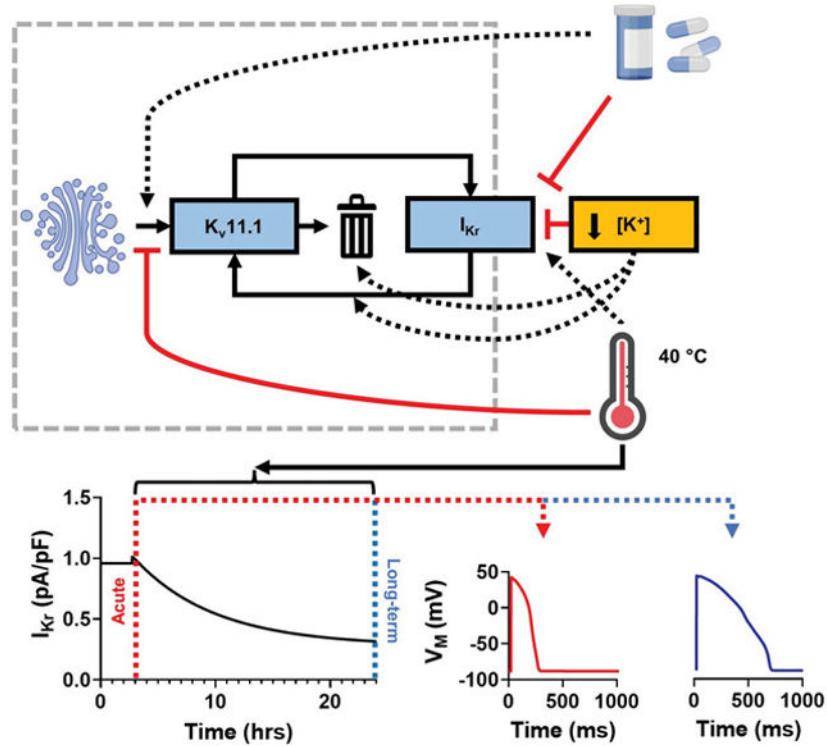 Kv11.1
IKr
[K+]
40 °C
IKr (pA/pF)
1.5
1.0
0.5
0.0
Acute
Long-term
0
10
20
Time (hrs)
VM (mV)
50
0
-50
-100
0
500
1000
Time (ms)
0
500
1000
Time (ms)